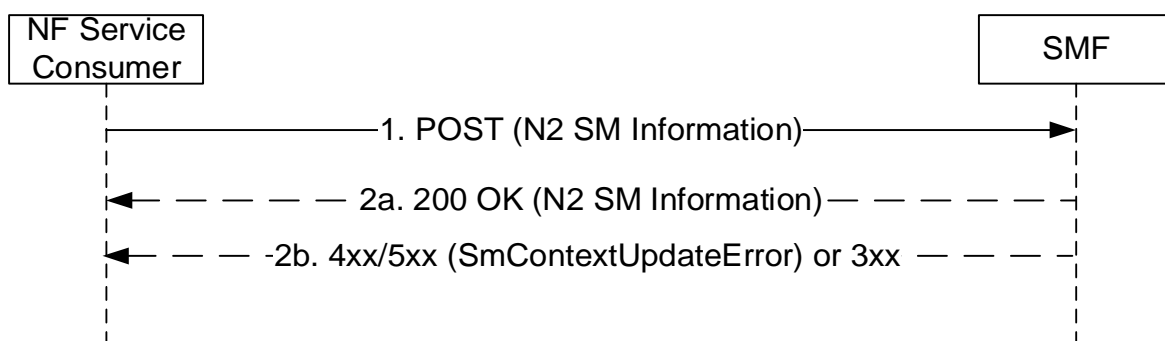 NF Service
Consumer
SMF
1. POST (N2 SM Information)
2a. 200 OK (N2 SM Information)
2b. 4xx/5xx (SmContextUpdateError) or 3xx